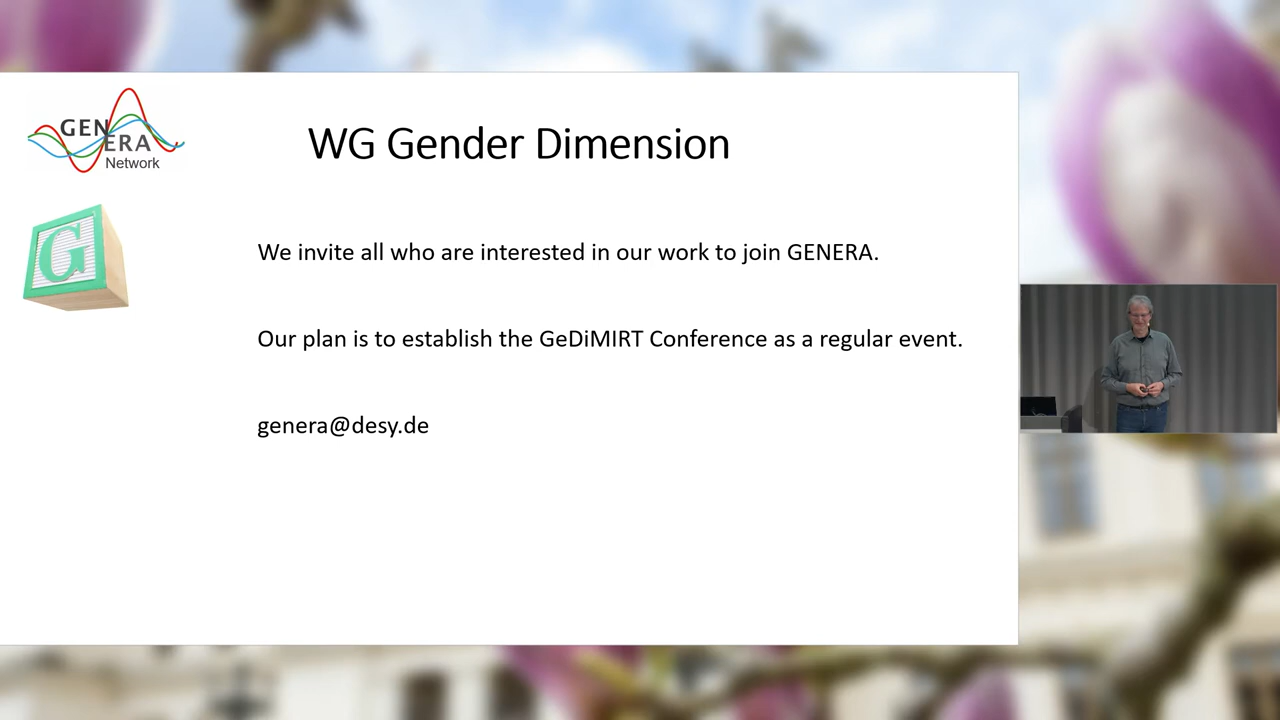 GEN
ERA
Network
WG Gender Dimension
G
We invite all who are interested in our work to join GENERA.
Our plan is to establish the GeDiMIRT Conference as a regular event.
genera@desy.de